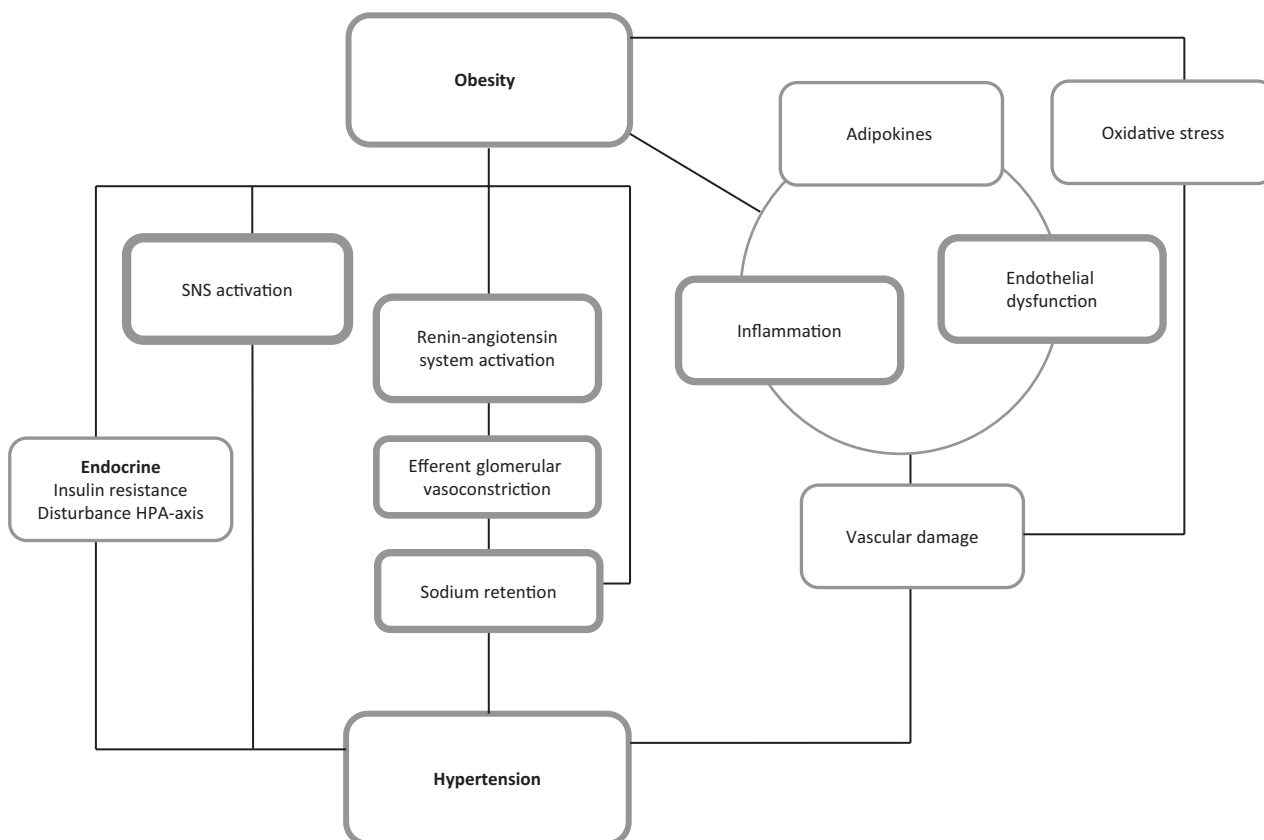 Obesity
Adipokines
Oxidative stress
SNS activation
Endothelial
dysfunction
Renin-angiotensin
system activation
Inflammation
Endocrine
Insulin resistance
Disturbance HPA-axis
Efferent glomerular
vasoconstriction
Vascular damage
Sodium retention
Hypertension